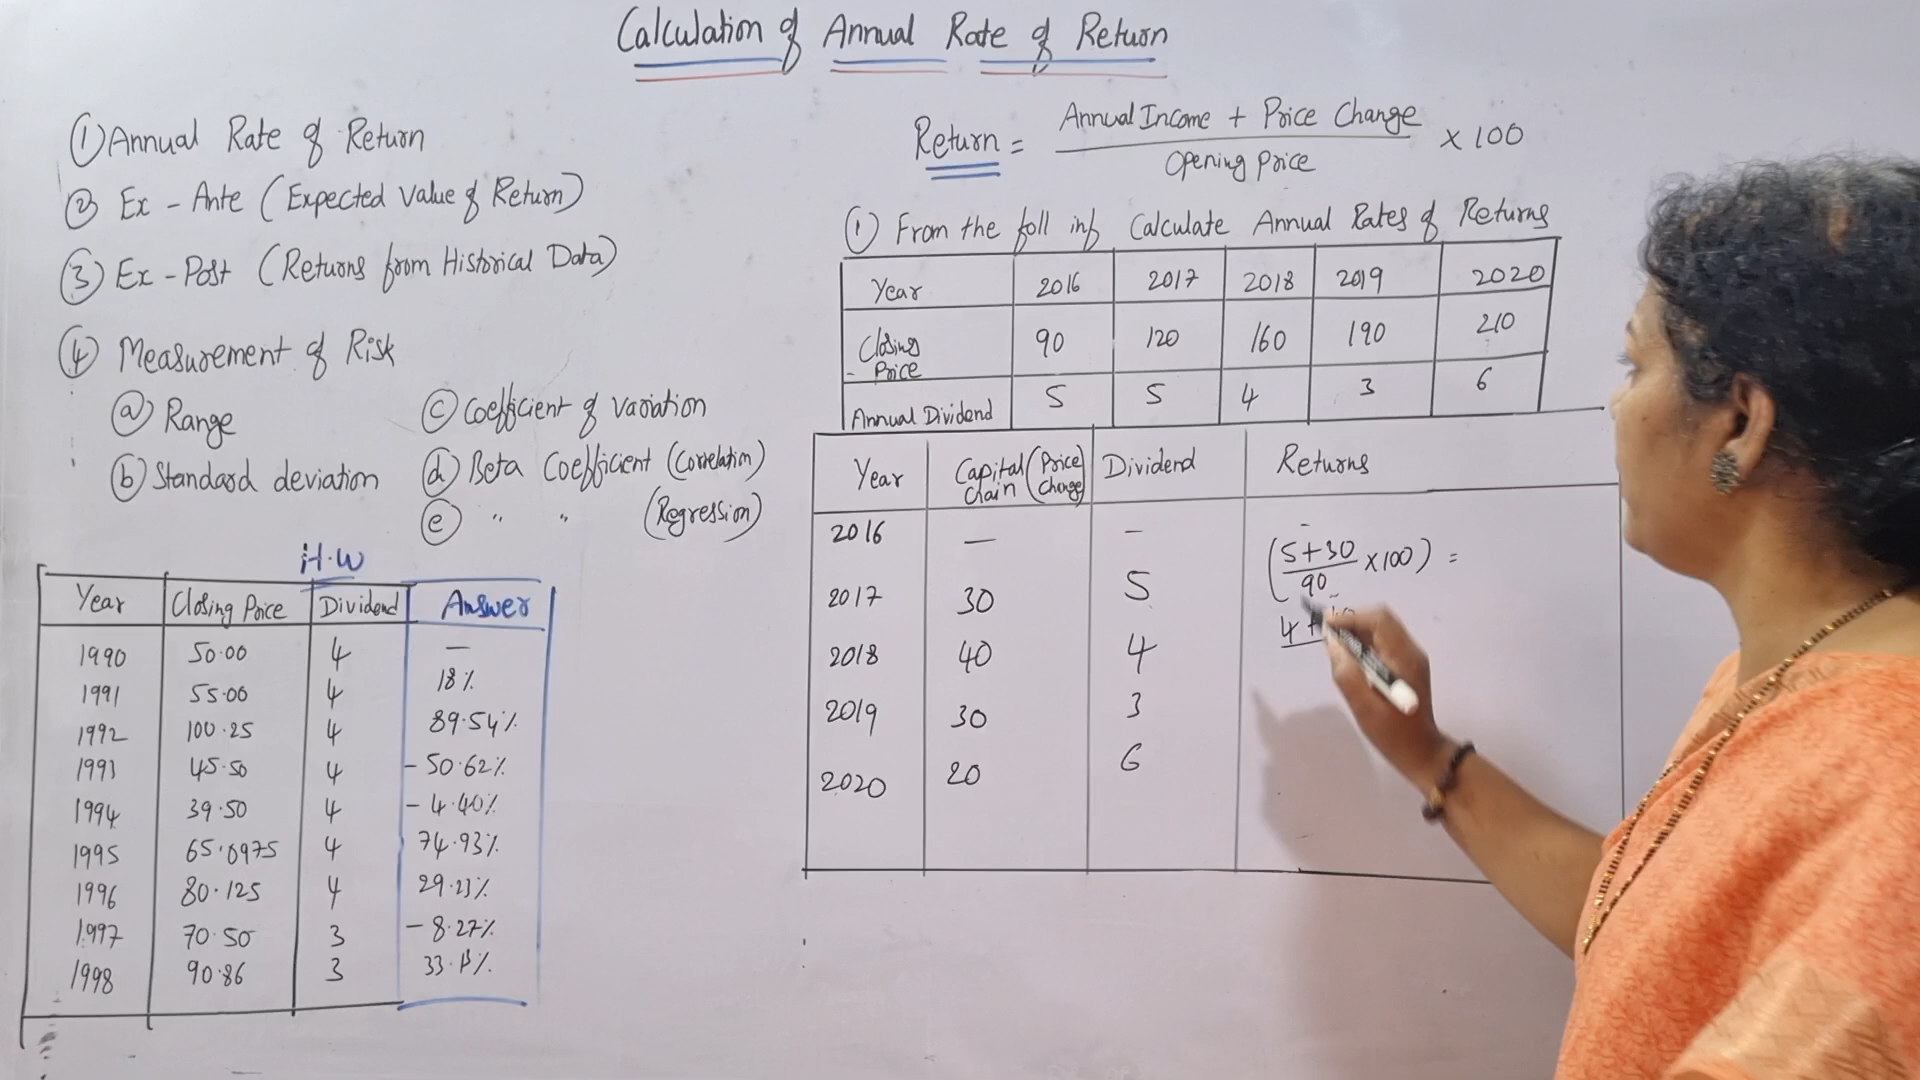 Calculation of Annual Rate of Return
① Annual Rate of Return
② Ex - Ante (Expected Value of Return)
③ Ex - Post (Returns from Historical Data)
④ Measurement of Risk
ⓐ Range
ⓑ Standard deviation
ⓒ Coefficient of variation
ⓓ Beta Coefficient (Correlation)
ⓔ " " (Regression)
H.W
Year Closing Price Dividend Answer
1990 50.00 4 —
1991 55.00 4 18%
1992 100.25 4 89.54%
1993 45.50 4 - 50.62%
1994 39.50 4 - 4.40%
1995 65.0975 4 74.93%
1996 80.125 4 29.23%
1997 70.50 3 - 8.27%
1998 90.86 3
Return = Annual Income + Price Change
Opening Price
× 100
① From the foll inf Calculate Annual Rates of Returns
Year 2016 2017 2018 2019 2020
Closing Price 90 120 160 190 210
Annual Dividend 5 5 4 3 6
Year Capital Gain (Price Change) Dividend Returns
2016 — — -
2017 30 5 (5+30/90 ×100) =
2018 40 4 4 +
2019 30 3
2020 20 6